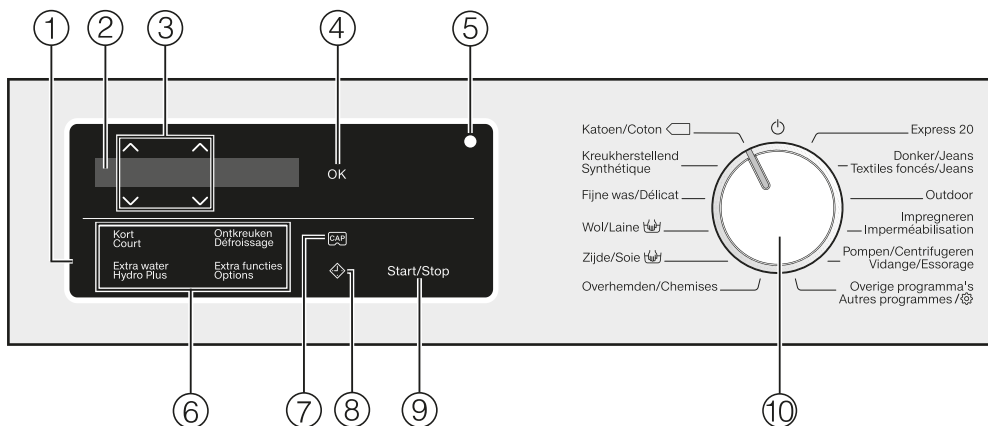 ① ② ③ ④ ⑤
OK
Kort
Court
Ontkreuken
Défroissage
Extra water
Hydro Plus
Extra functies
Options
CAP
Start/Stop
Katoen/Coton
Kreukherstellend
Synthétique
Fijne was/Délicat
Wol/Laine
Zijde/Soie
Overhemden/Chemises
Express 20
Donker/Jeans
Textiles foncés/Jeans
Outdoor
Impregneren
Imperméabilisation
Pompen/Centrifugeren
Vidange/Essorage
Overige programma's
Autres programmes /
⑥ ⑦ ⑧ ⑨ ⑩